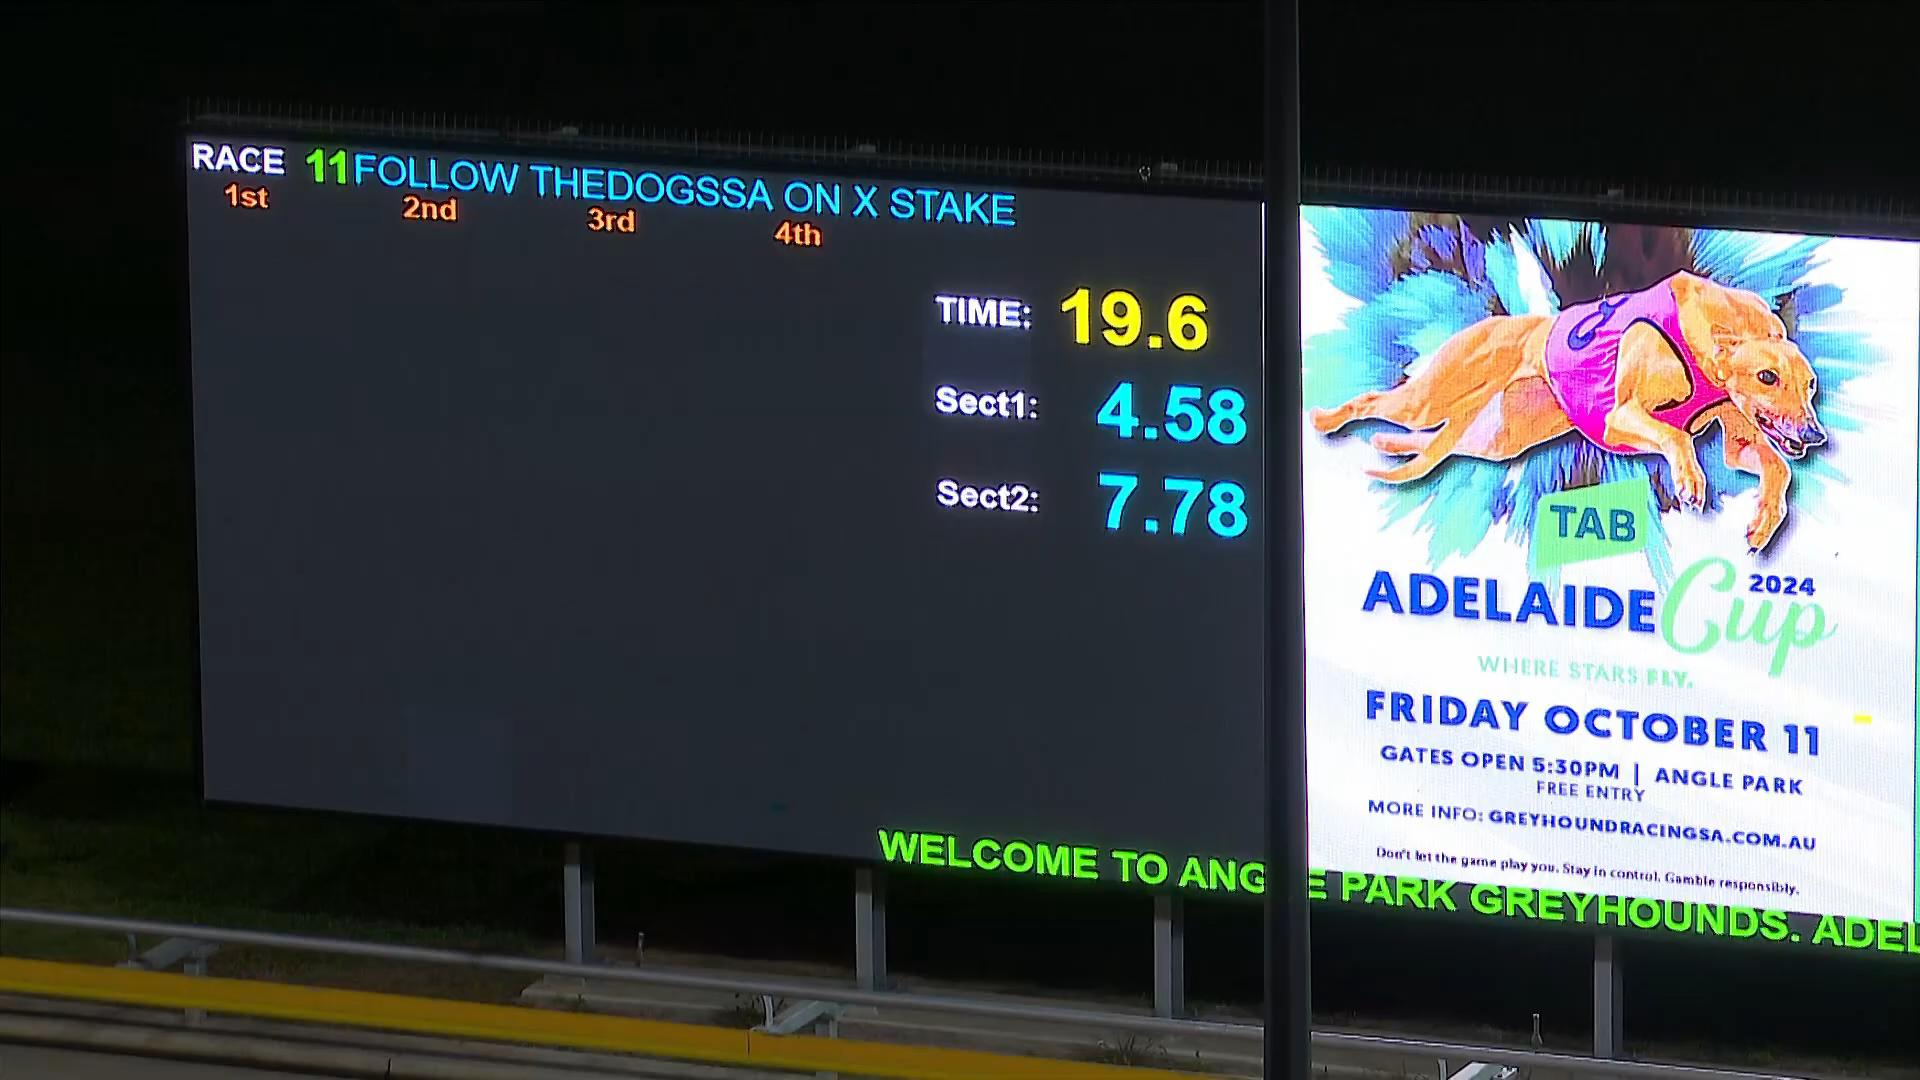 RACE 11 FOLLOW THEDOGSSA ON X STAKE
1st 2nd 3rd 4th
TIME: 19.6
Sect1: 4.58
Sect2: 7.78
TAB
ADELAIDE Cup 2024
WHERE STARS FLY.
FRIDAY OCTOBER 11
GATES OPEN 5:30PM | ANGLE PARK
FREE ENTRY
MORE INFO: GREYHOUNDRACINGSA.COM.AU
Don't let the game play you. Stay in control. Gamble responsibly.
WELCOME TO ANG E PARK GREYHOUNDS. ADEL